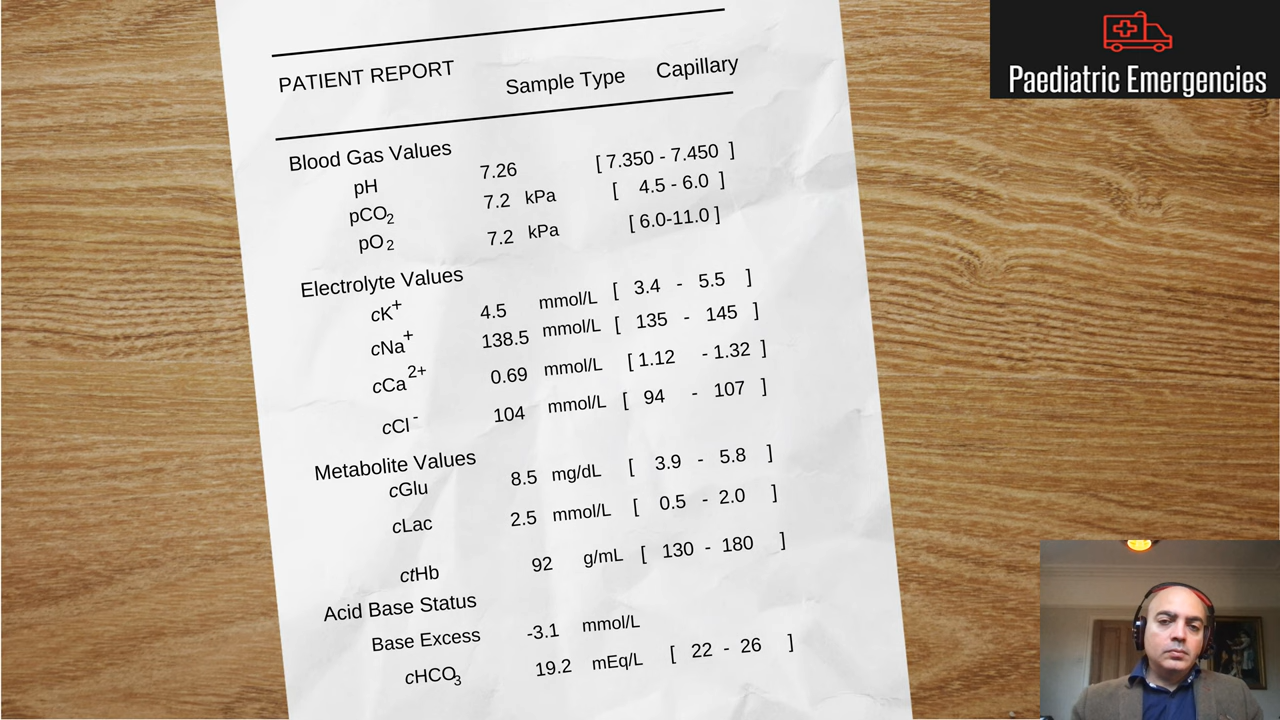 Paediatric Emergencies
PATIENT REPORT Sample Type Capillary
Blood Gas Values
pH 7.26 [ 7.350 - 7.450 ]
pCO2 7.2 kPa [ 4.5 - 6.0 ]
pO2 7.2 kPa [ 6.0-11.0 ]
Electrolyte Values
cK+ 4.5 mmol/L [ 3.4 - 5.5 ]
cNa+ 138.5 mmol/L [ 135 - 145 ]
cCa2+ 0.69 mmol/L [ 1.12 - 1.32 ]
cCl- 104 mmol/L [ 94 - 107 ]
Metabolite Values
cGlu 8.5 mg/dL [ 3.9 - 5.8 ]
cLac 2.5 mmol/L [ 0.5 - 2.0 ]
ctHb 92 g/mL [ 130 - 180 ]
Acid Base Status
Base Excess -3.1 mmol/L
cHCO3 19.2 mEq/L [ 22 - 26 ]